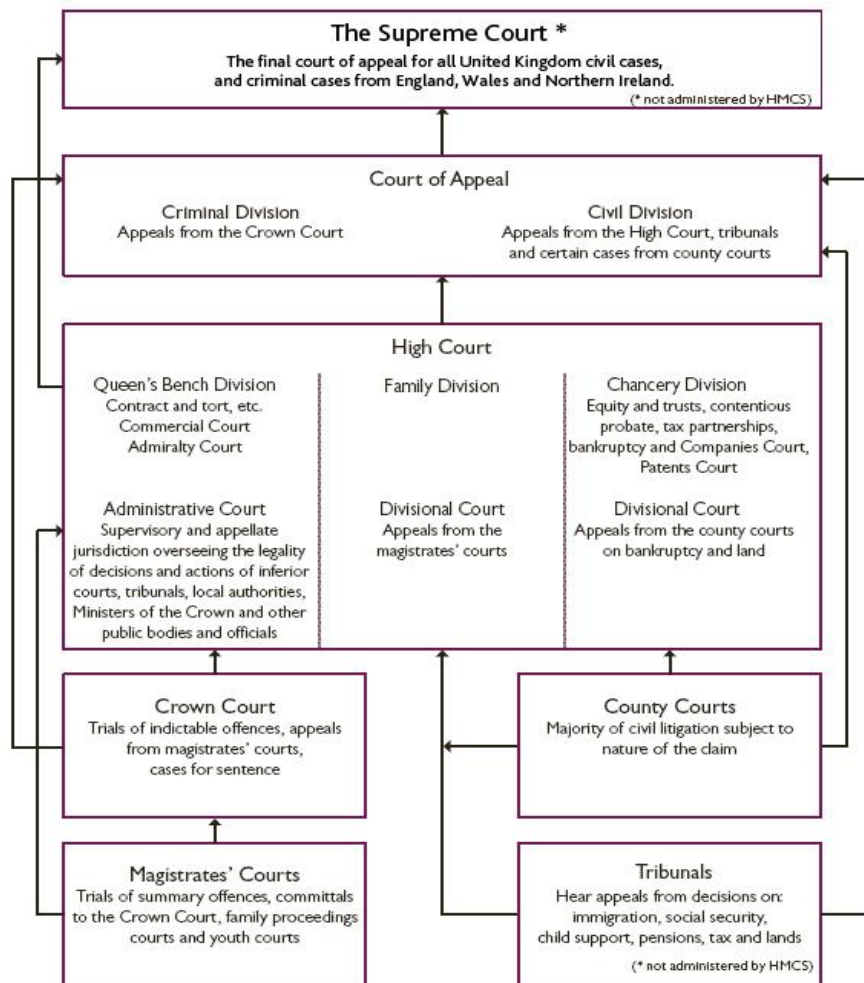 The Supreme Court *
The final court of appeal for all United Kingdom civil cases,
and criminal cases from England, Wales and Northern Ireland.
(* not administered by HMCS)
Court of Appeal
Criminal Division
Appeals from the Crown Court
Civil Division
Appeals from the High Court, tribunals
and certain cases from county courts
High Court
Queen's Bench Division
Contract and tort, etc.
Commercial Court
Admiralty Court
Administrative Court
Supervisory and appellate
jurisdiction overseeing the legality
of decisions and actions of inferior
courts, tribunals, local authorities,
Ministers of the Crown and other
public bodies and officials
Family Division
Divisional Court
Appeals from the
magistrates' courts
Chancery Division
Equity and trusts, contentious
probate, tax partnerships,
bankruptcy and Companies Court,
Patents Court
Divisional Court
Appeals from the county courts
on bankruptcy and land
Crown Court
Trials of indictable offences, appeals
from magistrates' courts,
cases for sentence
County Courts
Majority of civil litigation subject to
nature of the claim
Magistrates' Courts
Trials of summary offences, committals
to the Crown Court, family proceedings
courts and youth courts
Tribunals
Hear appeals from decisions on:
immigration, social security,
child support, pensions, tax and lands
(* not administered by HMCS)